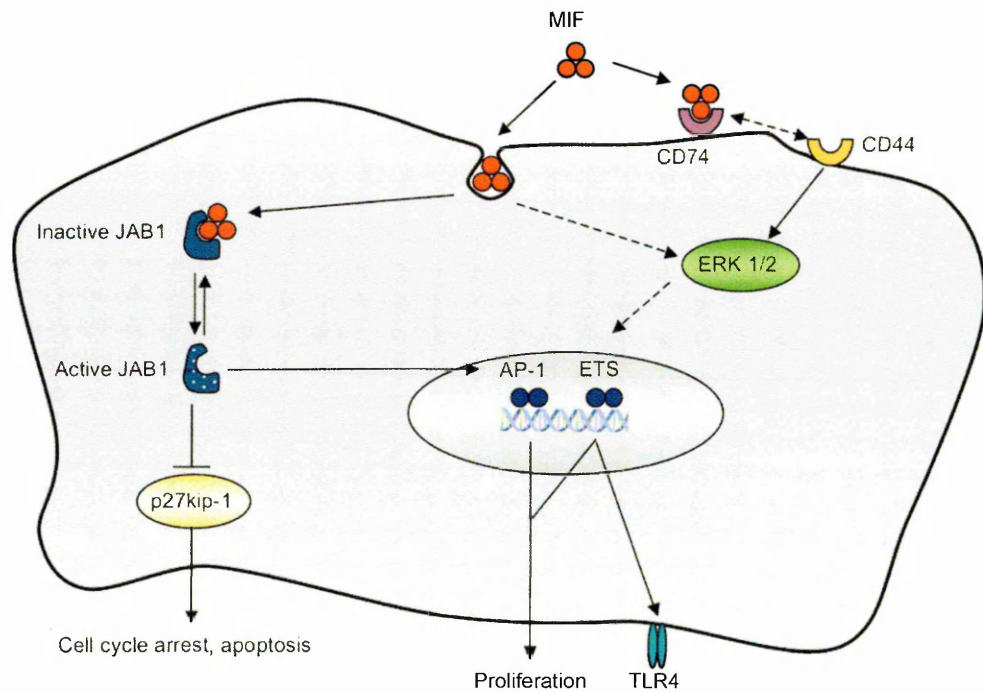 MIF
CD74
CD44
Inactive JAB1
ERK 1/2
Active JAB1
AP-1 ETS
p27kip-1
Cell cycle arrest, apoptosis
Proliferation
TLR4